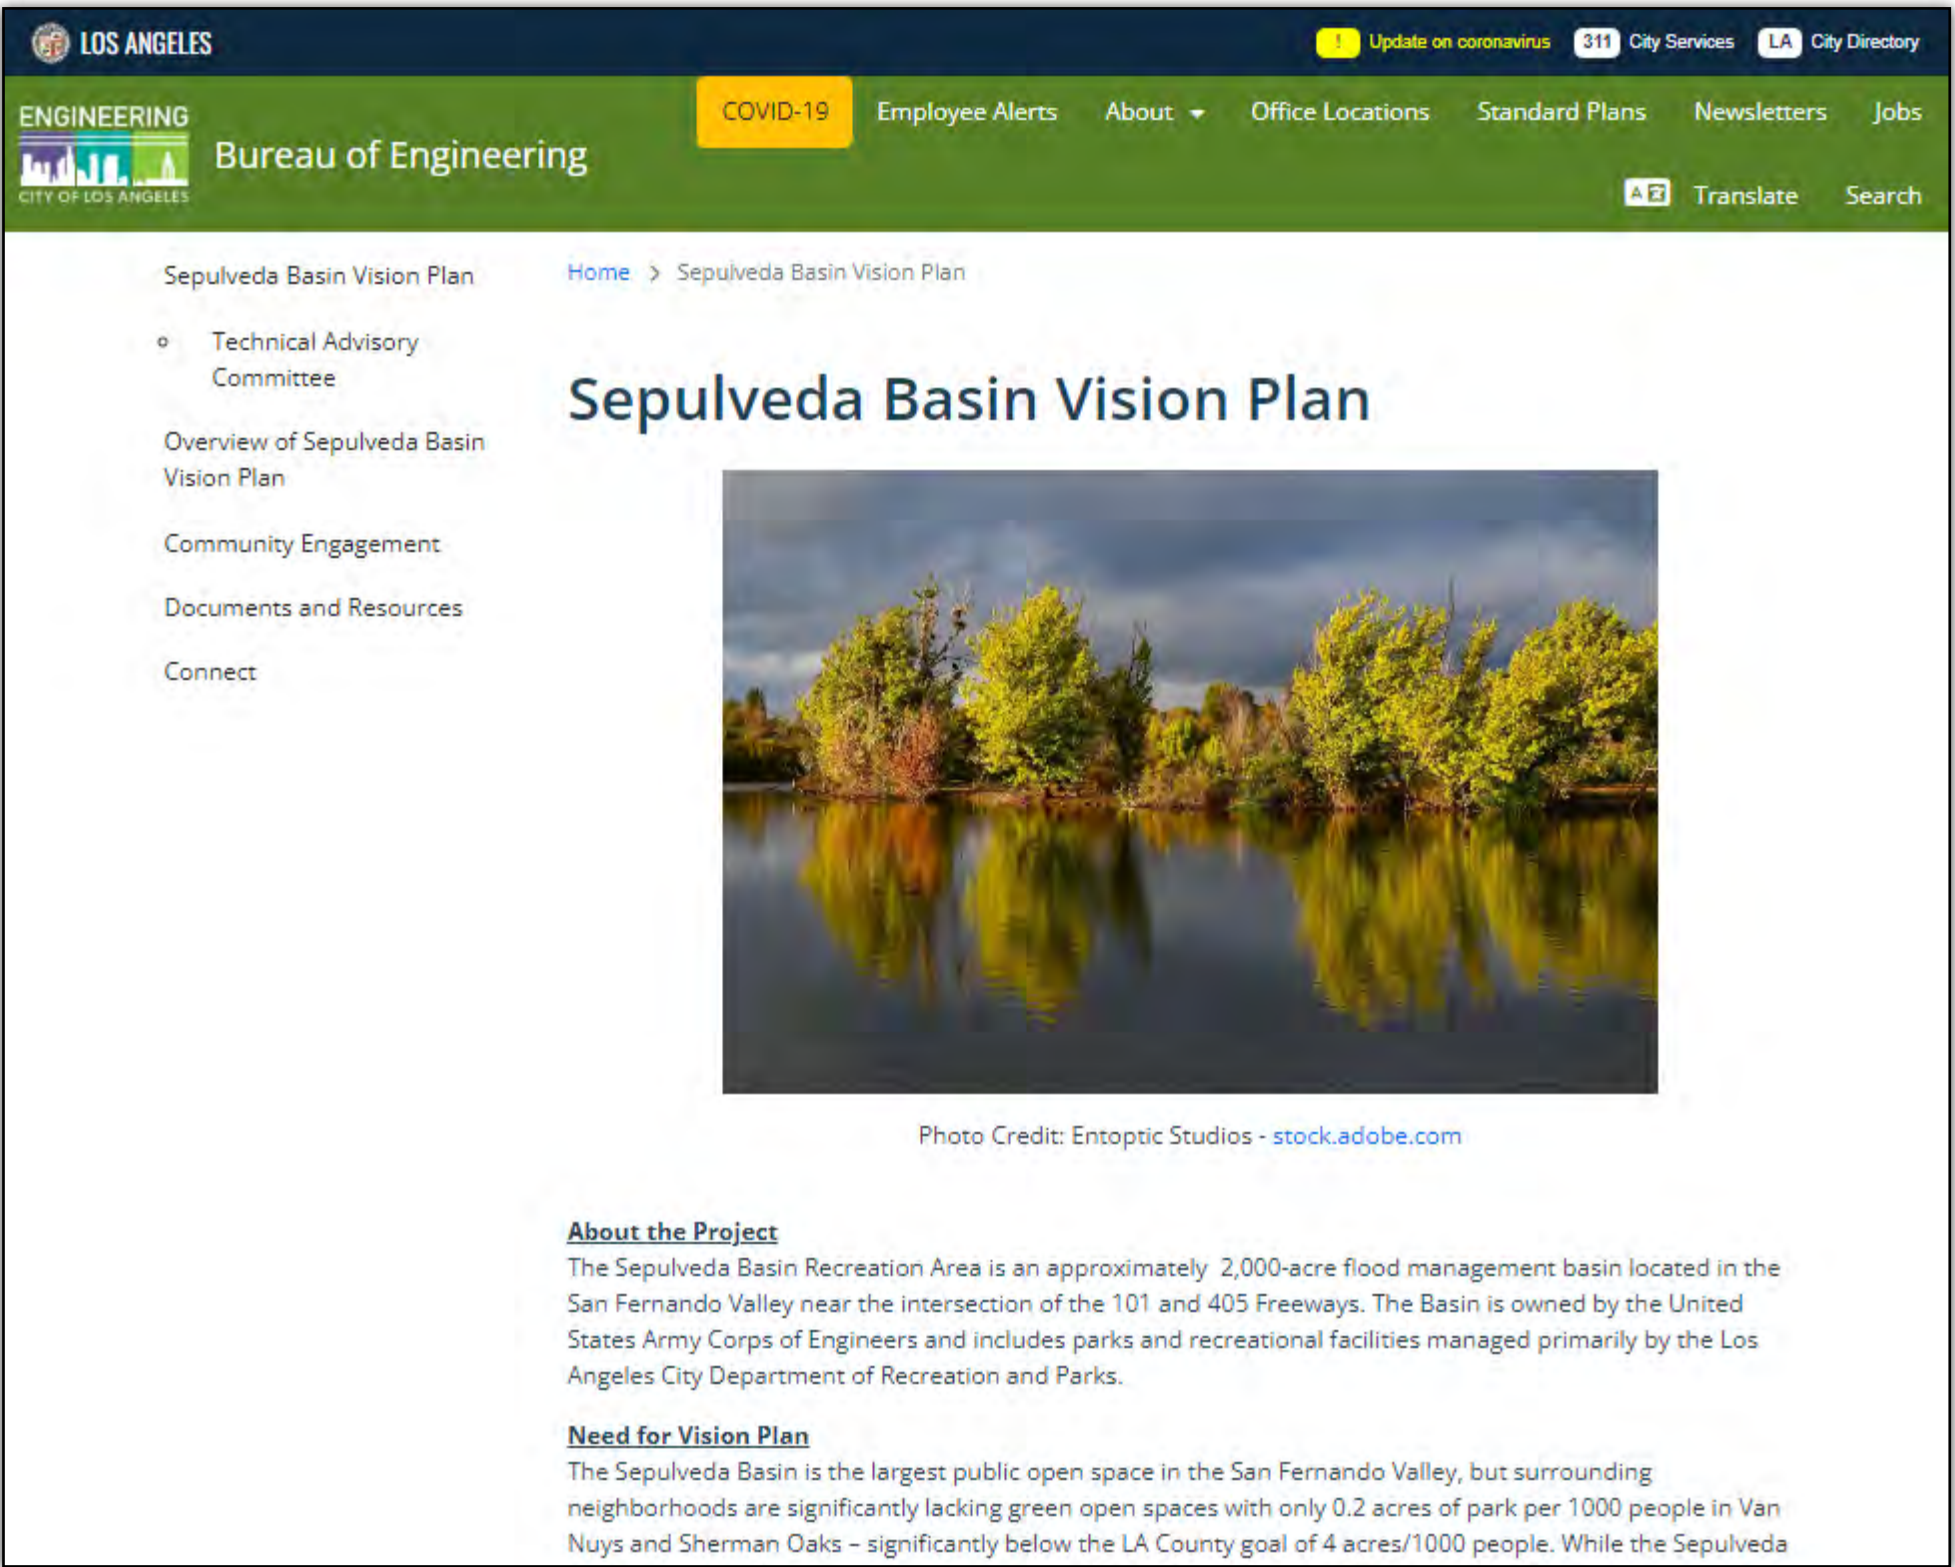 LOS ANGELES
! Update on coronavirus 311 City Services LA City Directory
ENGINEERING
CITY OF LOS ANGELES
Bureau of Engineering
COVID-19 Employee Alerts About Office Locations Standard Plans Newsletters Jobs
Translate Search
Sepulveda Basin Vision Plan
Technical Advisory
Committee
Overview of Sepulveda Basin
Vision Plan
Community Engagement
Documents and Resources
Connect
Home > Sepulveda Basin Vision Plan
Sepulveda Basin Vision Plan
Photo Credit: Entoptic Studios - stock.adobe.com
About the Project
The Sepulveda Basin Recreation Area is an approximately 2,000-acre flood management basin located in the
San Fernando Valley near the intersection of the 101 and 405 Freeways. The Basin is owned by the United
States Army Corps of Engineers and includes parks and recreational facilities managed primarily by the Los
Angeles City Department of Recreation and Parks.
Need for Vision Plan
The Sepulveda Basin is the largest public open space in the San Fernando Valley, but surrounding
neighborhoods are significantly lacking green open spaces with only 0.2 acres of park per 1000 people in Van
Nuys and Sherman Oaks – significantly below the LA County goal of 4 acres/1000 people. While the Sepulveda